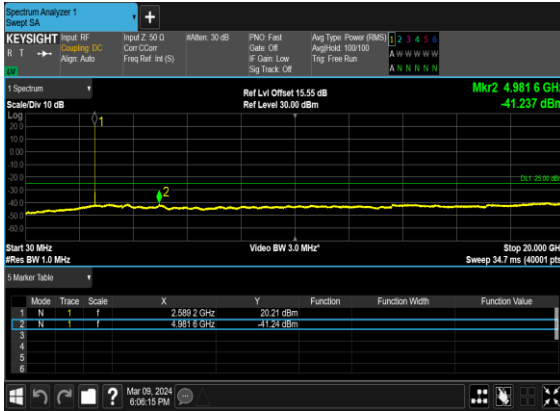 Spectrum Analyzer 1
Swept SA
+
KEYSIGHT Input: RF Input Z: 50 Ω #Atten: 30 dB PNO: Fast Avg Type: Power (RMS) 1 2 3 4 5 6
R T Coupling: DC Corr CCorr Gate: Off Avg|Hold: 100/100 A W W W W W
Align: Auto Freq Ref: Int (S) IF Gain: Low Trig: Free Run
Sig Track: Off A N N N N N
1 Spectrum Ref Lvl Offset 15.55 dB Mkr2 4.981 6 GHz
Scale/Div 10 dB Ref Level 30.00 dBm -41.237 dBm
Log
20.0
1
10.0
0.00
-10.0
-20.0
DL1 -25.00 dBm
-30.0
2
-40.0
-50.0
-60.0
Start 30 MHz Video BW 3.0 MHz* Stop 20.000 GHz
#Res BW 1.0 MHz Sweep 34.7 ms (40001 pts)
5 Marker Table
Mode Trace Scale X Y Function Function Width Function Value
1 N 1 f 2.589 2 GHz 20.21 dBm
2 N 1 f 4.981 6 GHz -41.24 dBm
3
4
5
6
? Mar 09, 2024
6:06:15 PM